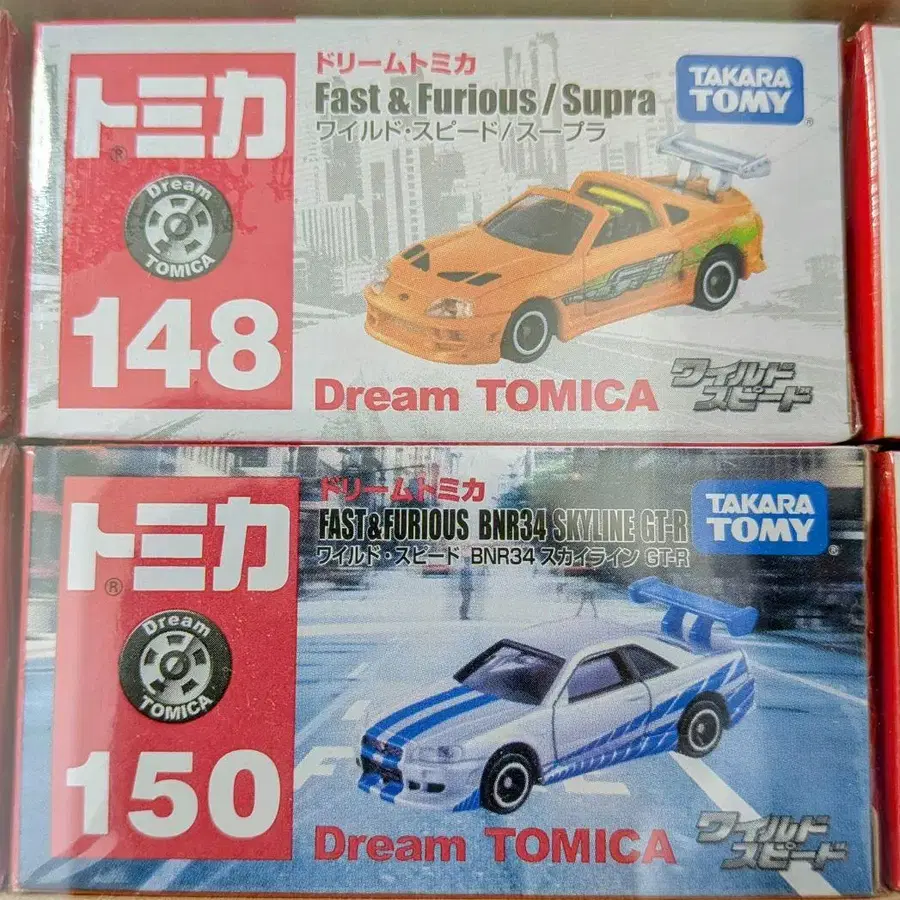 トミカ®
Dream
TOMICA
148
ドリームトミカ
Fast & Furious / Supra
ワイルド・スピード/スープラ
TAKARA
TOMY®
Dream TOMICA
ワイルド
スピード
トミカ®
Dream
TOMICA
150
ドリームトミカ
FAST&FURIOUS BNR34 SKYLINE GT-R
ワイルド・スピード BNR34 スカイライン GT-R
TAKARA
TOMY®
Dream TOMICA
ワイルド
スピード